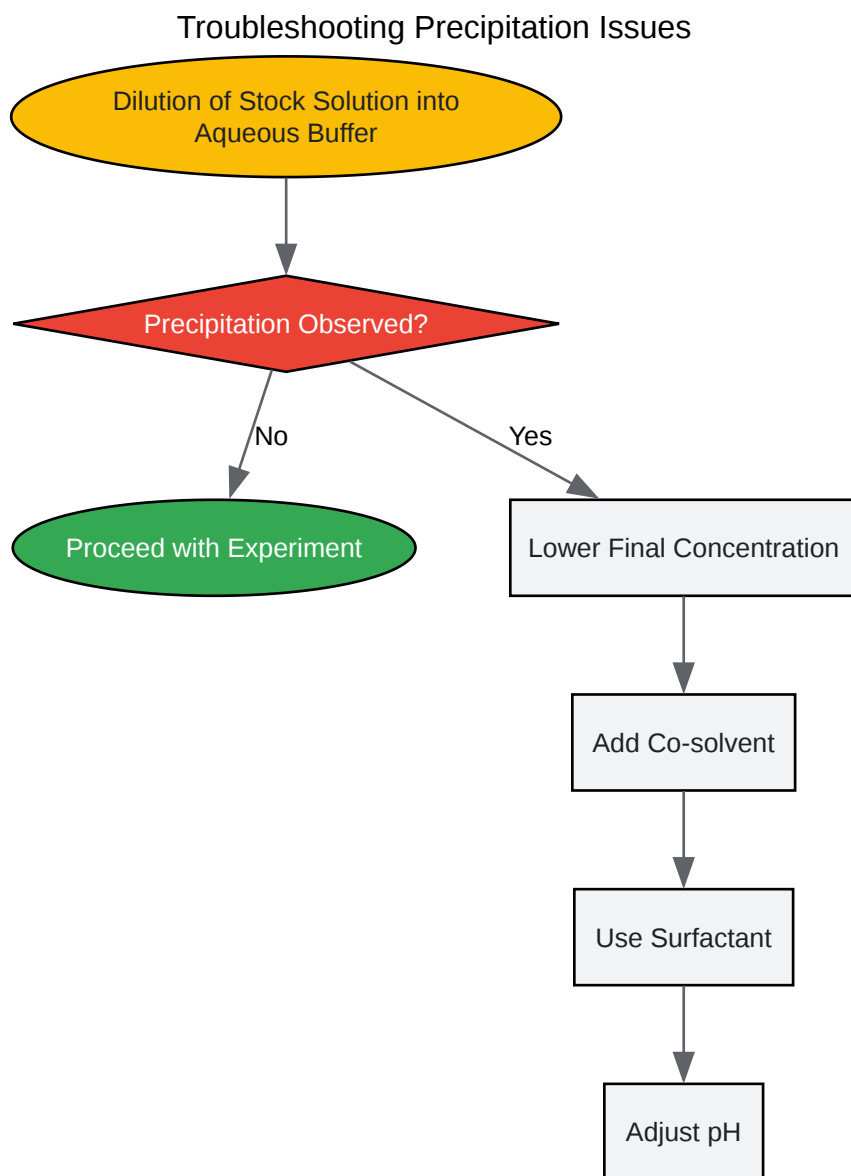 Troubleshooting Precipitation Issues
Dilution of Stock Solution into
Aqueous Buffer
Precipitation Observed?
No
Yes
Proceed with Experiment
Lower Final Concentration
Add Co-solvent
Use Surfactant
Adjust pH